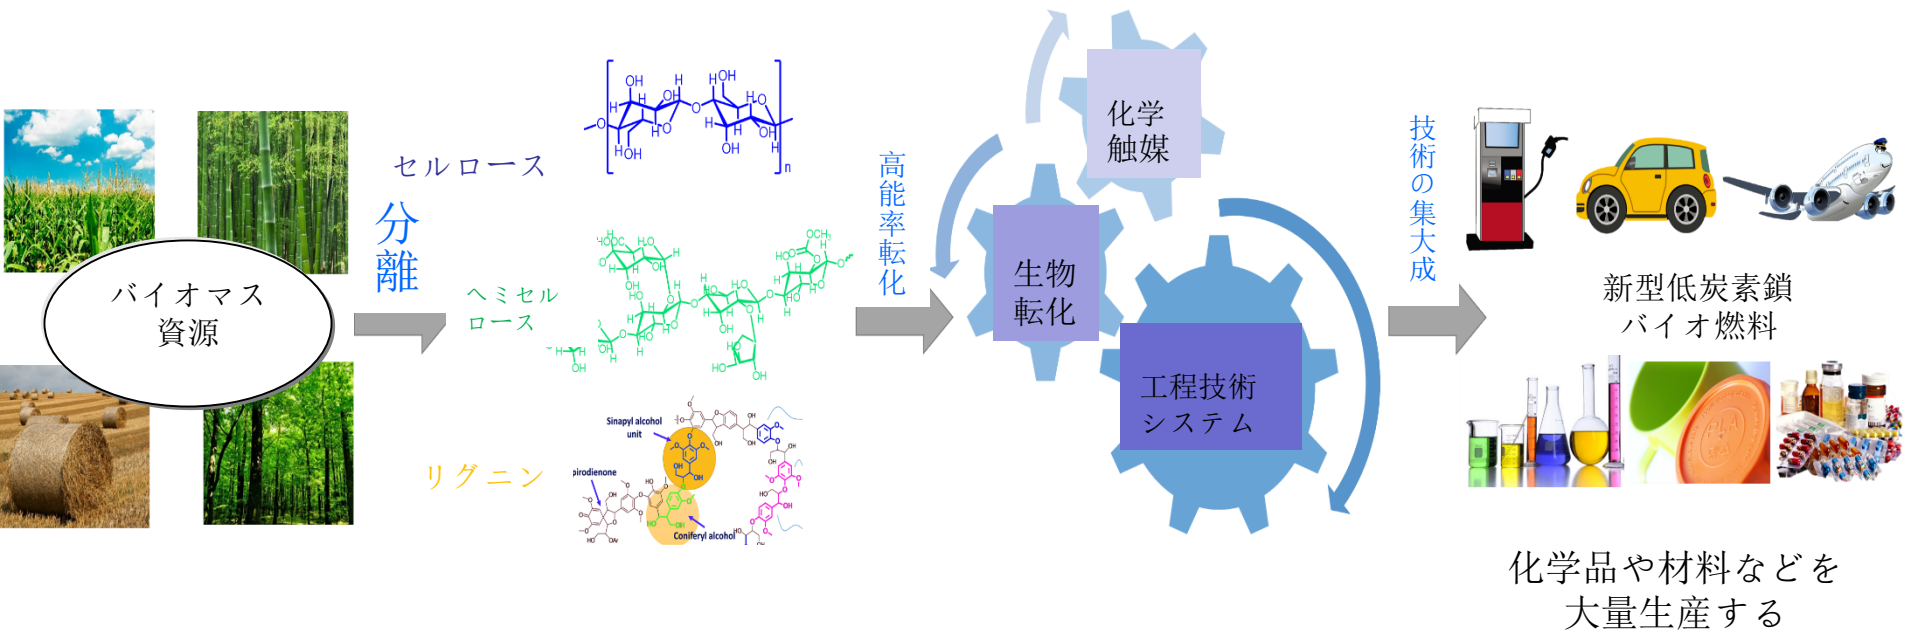 バイオマス
資源
分離
セルロース
ヘミセル
ロース
リグニン
Sinapyl alcohol
unit
pirodienone
Coniferyl alcohol
高能率転化
化学
触媒
生物
転化
工程技術
システム
技術の集大成
新型低炭素鎖
バイオ燃料
PLA
化学品や材料などを
大量生産する